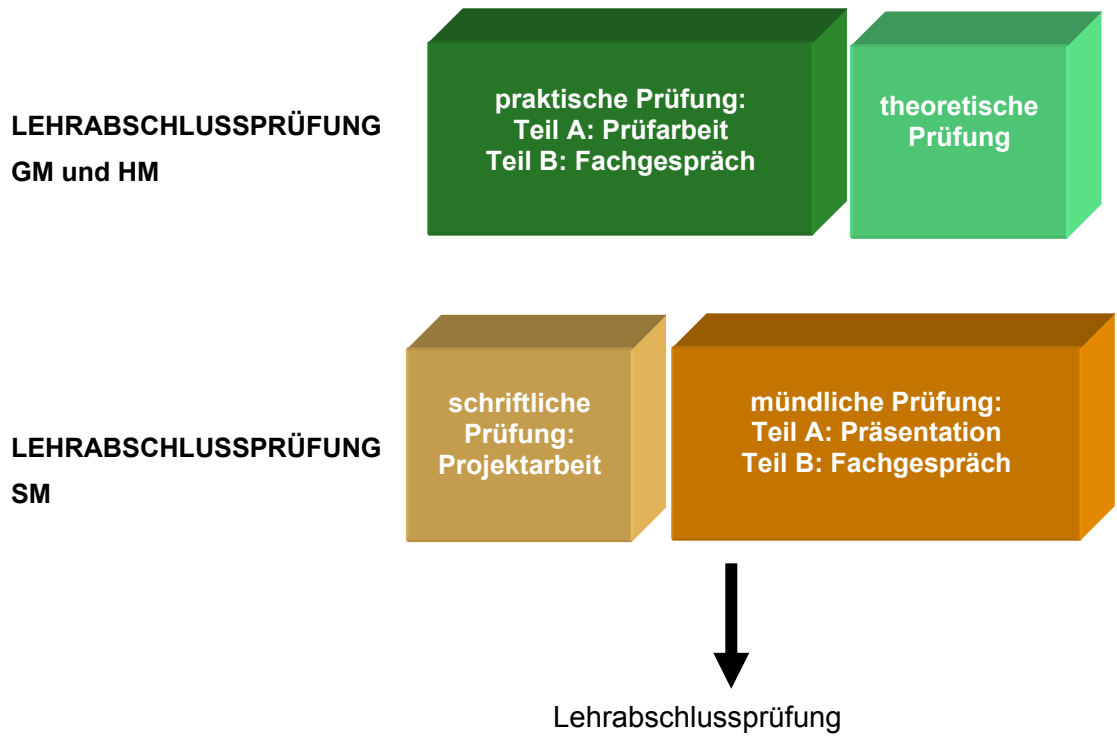 LEHRABSCHLUSSPRÜFUNG
GM und HM
praktische Prüfung:
Teil A: Prüfarbeit
Teil B: Fachgespräch
theoretische
Prüfung
LEHRABSCHLUSSPRÜFUNG
SM
schriftliche
Prüfung:
Projektarbeit
mündliche Prüfung:
Teil A: Präsentation
Teil B: Fachgespräch
Lehrabschlussprüfung